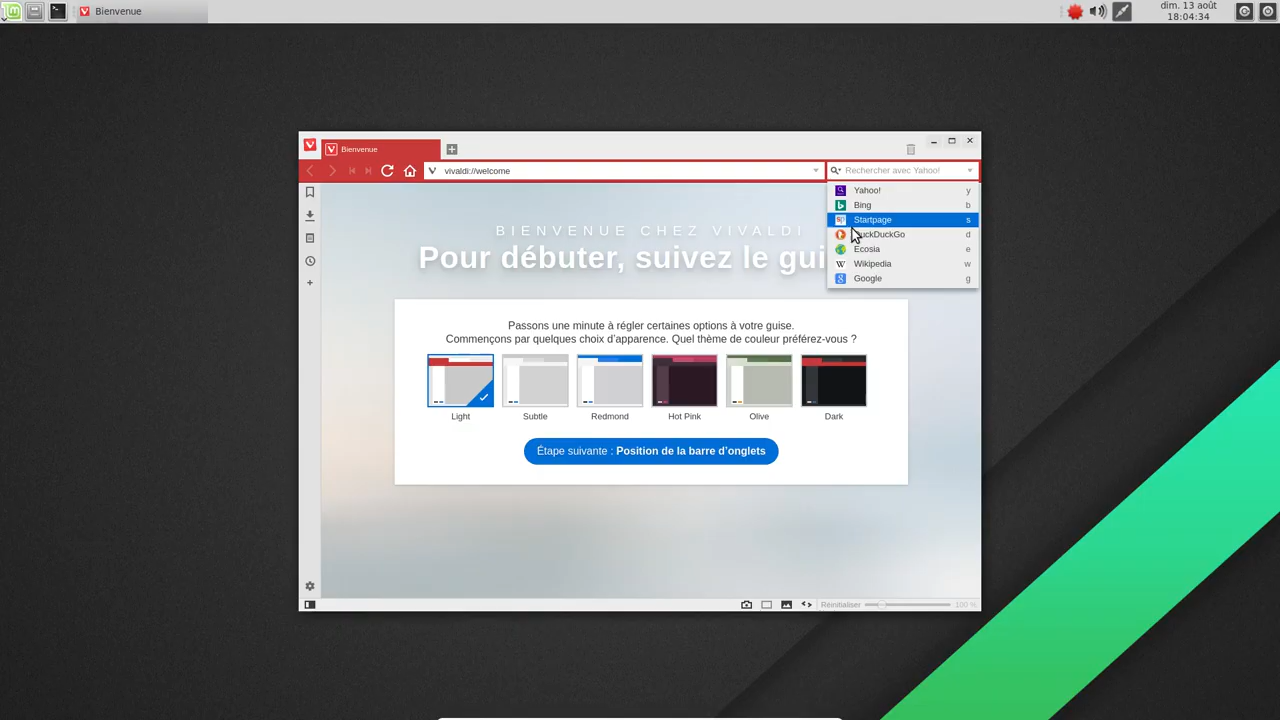 Bienvenue
dim. 13 août
18:04:34
Bienvenue
vivaldi://welcome
Rechercher avec Yahoo!
Yahoo! y
Bing b
Startpage s
DuckDuckGo d
Ecosia e
Wikipedia w
Google g
BIENVENUE CHEZ VIVALDI
Pour débuter, suivez le gui
Passons une minute à régler certaines options à votre guise.
Commençons par quelques choix d’apparence. Quel thème de couleur préférez-vous ?
Light Subtle Redmond Hot Pink Olive Dark
Étape suivante : Position de la barre d’onglets
Réinitialiser 100 %